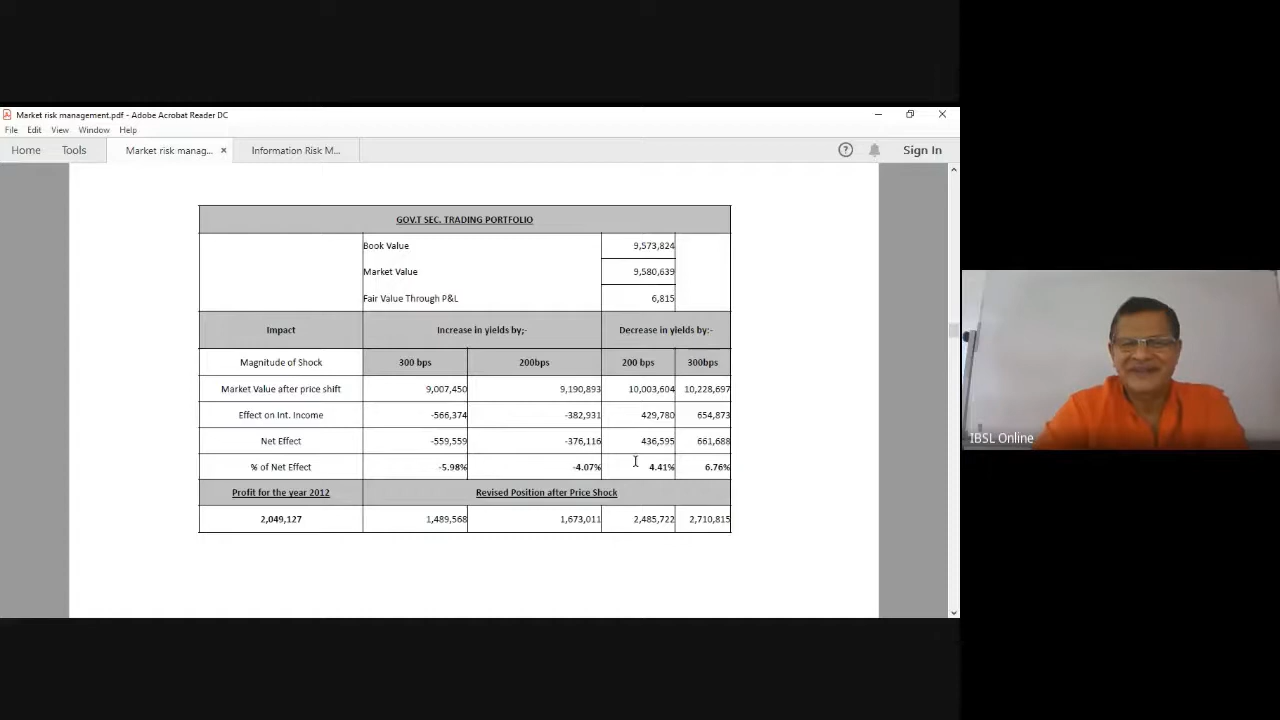 Market risk management.pdf - Adobe Acrobat Reader DC
File Edit View Window Help
Home Tools Market risk manag... × Information Risk M... Sign In
GOV.T SEC. TRADING PORTFOLIO
Book Value 9,573,824
Market Value 9,580,639
Fair Value Through P&L 6,815
Impact Increase in yields by;- Decrease in yields by:-
Magnitude of Shock 300 bps 200bps 200 bps 300bps
Market Value after price shift 9,007,450 9,190,893 10,003,604 10,228,697
Effect on Int. Income -566,374 -382,931 429,780 654,873
Net Effect -559,559 -376,116 436,595 661,688
% of Net Effect -5.98% -4.07% 4.41% 6.76%
Profit for the year 2012 Revised Position after Price Shock
2,049,127 1,489,568 1,673,011 2,485,722 2,710,815
IBSL Online